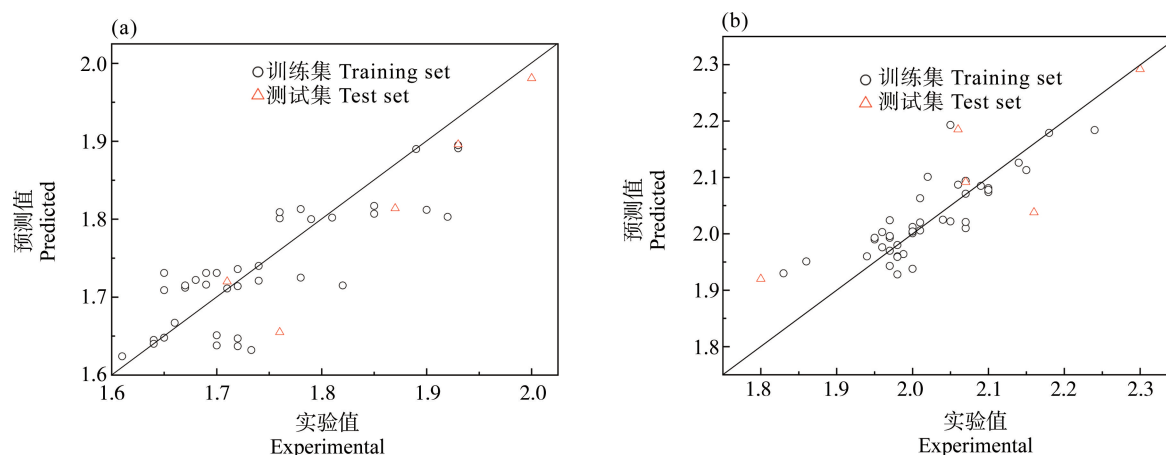 (a)
2.0
1.9
1.8
1.7
1.6
预测值
Predicted
训练集 Training set
测试集 Test set
1.6 1.7 1.8 1.9 2.0
实验值
Experimental
(b)
2.3
2.2
2.1
2.0
1.9
1.8
预测值
Predicted
训练集 Training set
测试集 Test set
1.8 1.9 2.0 2.1 2.2 2.3
实验值
Experimental